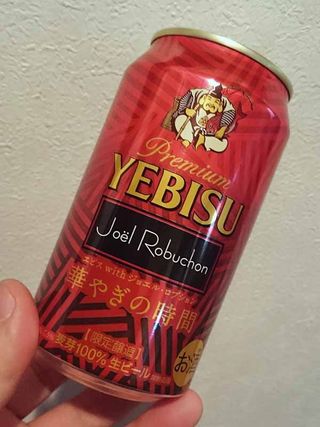 Premium
YEBISU
Joël Robuchon
ヱビス with ジョエル・ロブション
華やぎの時間
【限定醸造】
麦芽100% 生ビール
お酒